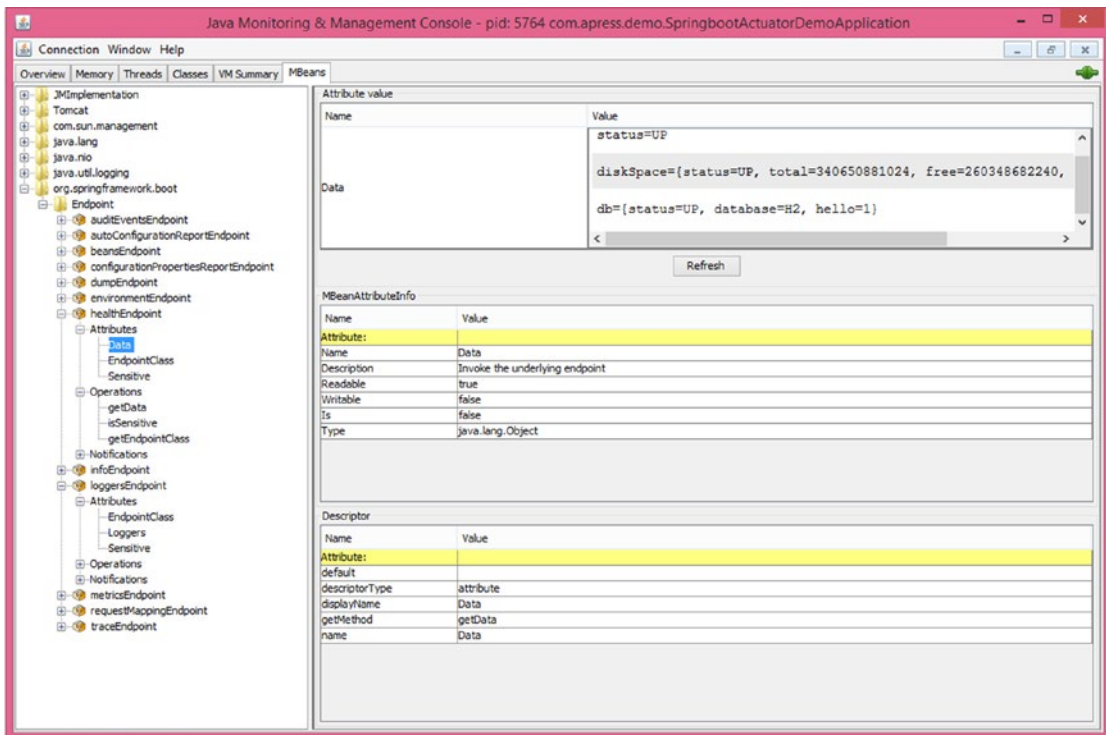 Java Monitoring & Management Console - pid: 5764 com.apress.demo.SpringbootActuatorDemoApplication
Connection Window Help
Overview Memory Threads Classes VM Summary MBeans
JMImplementation
Tomcat
com.sun.management
java.lang
java.nio
java.util.logging
org.springframework.boot
Endpoint
auditEventsEndpoint
autoConfigurationReportEndpoint
beansEndpoint
configurationPropertiesReportEndpoint
dumpEndpoint
environmentEndpoint
healthEndpoint
Attributes
Data
EndpointClass
Sensitive
Operations
getData
isSensitive
getEndpointClass
Notifications
infoEndpoint
loggersEndpoint
Attributes
EndpointClass
Loggers
Sensitive
Operations
Notifications
metricsEndpoint
requestMappingEndpoint
traceEndpoint
Attribute value
Name Value
status=UP
diskSpace={status=UP, total=340650881024, free=260348682240,
Data
db={status=UP, database=H2, hello=1}
Refresh
MBeanAttributeInfo
Name Value
Attribute:
Name Data
Description Invoke the underlying endpoint
Readable true
Writable false
Is false
Type java.lang.Object
Descriptor
Name Value
Attribute:
default
descriptorType attribute
displayName Data
getMethod getData
name Data